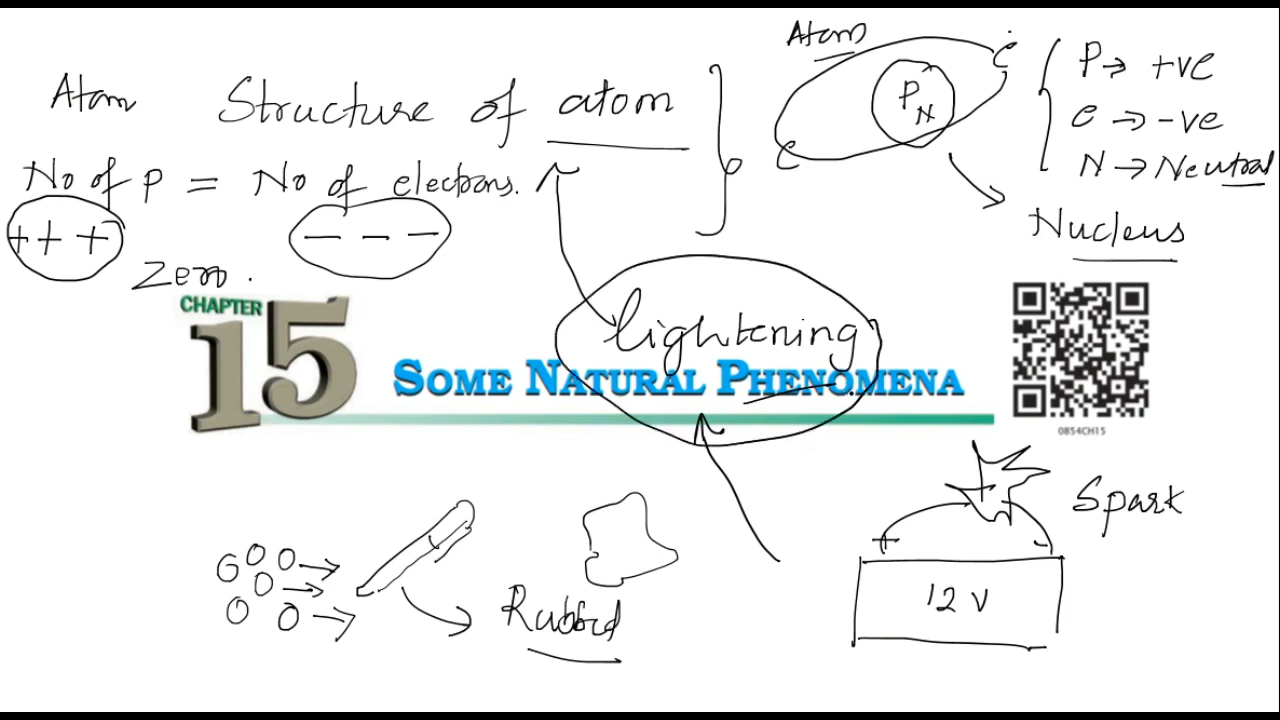 Atom
Structure of atom
No of P = No of electrons.
+ + +
− − −
Zero.
Atom
e
e
P
N
P → +ve
e → -ve
N → Neutral
Nucleus
CHAPTER
15
lightening
SOME NATURAL PHENOMENA
0854CH15
Rubbed
Spark
+
-
12 V